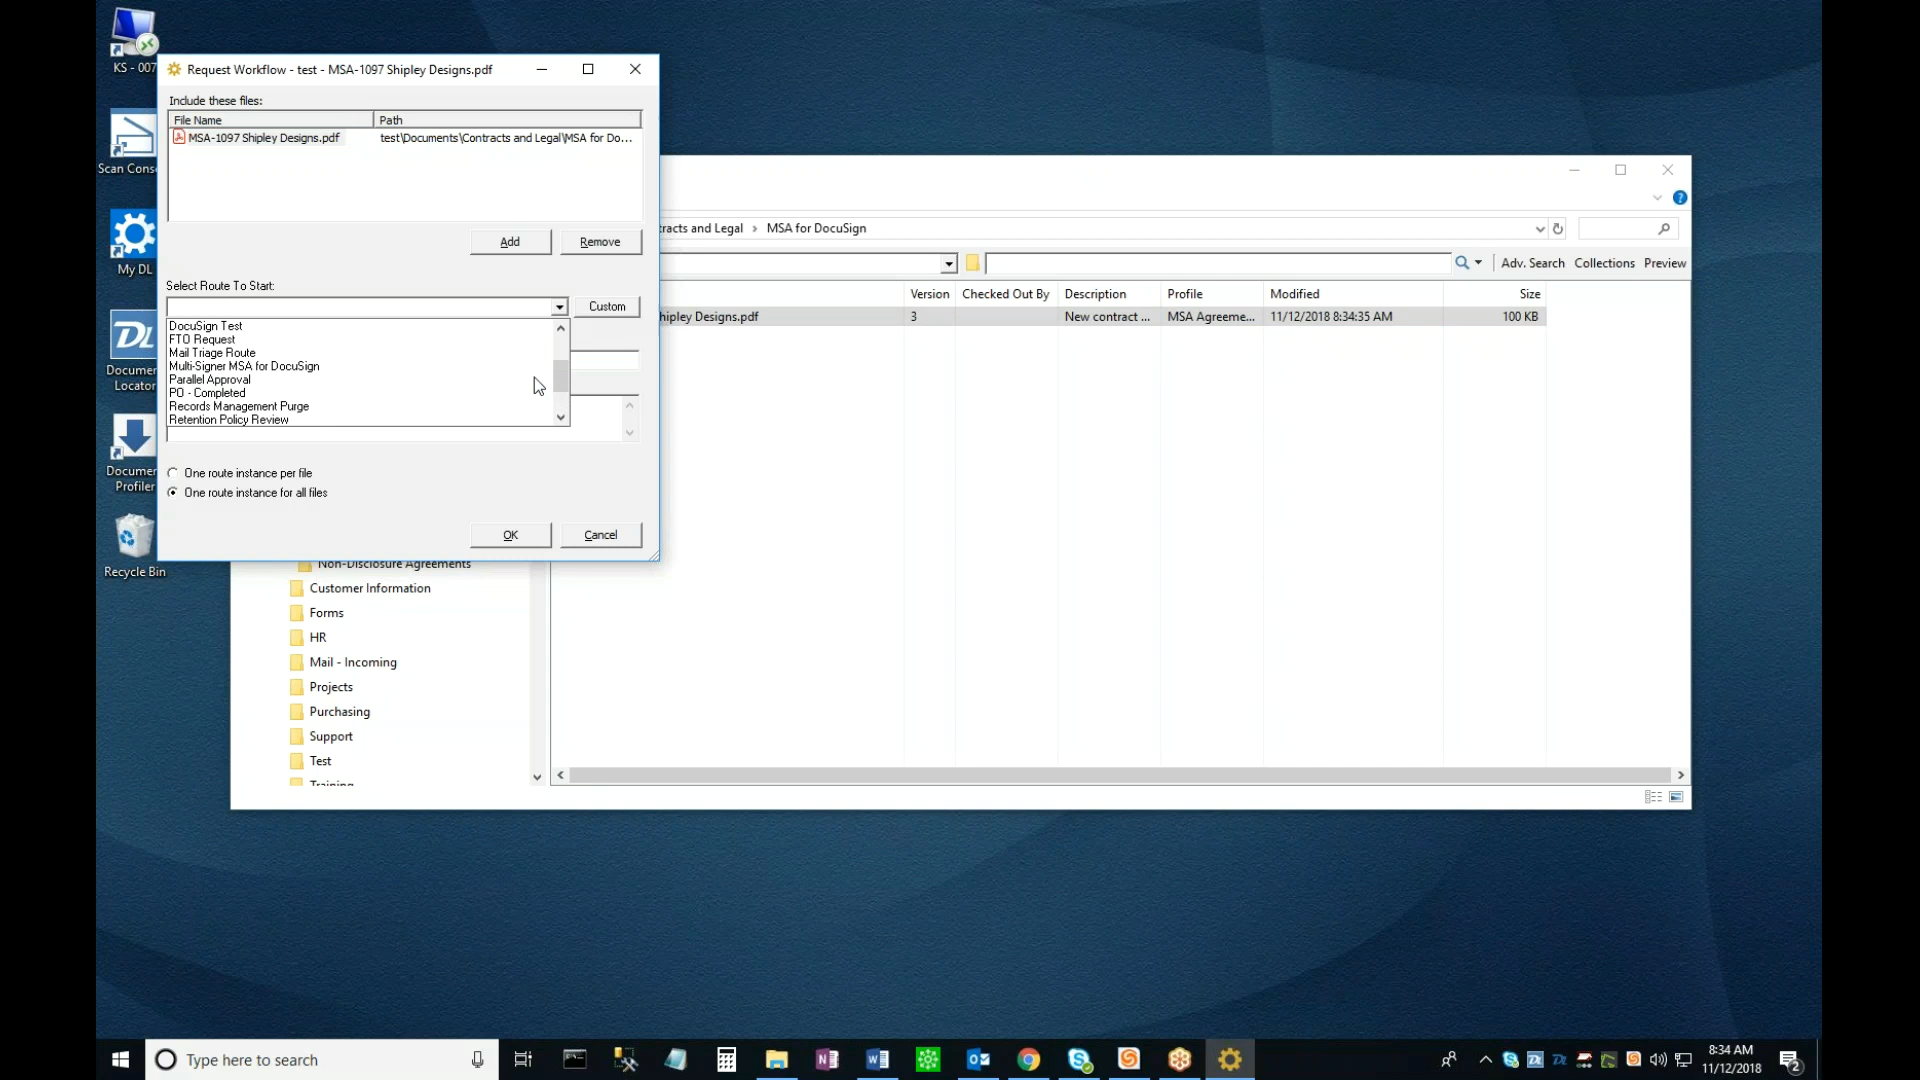 KS - 007
Request Workflow - test - MSA-1097 Shipley Designs.pdf
Include these files:
File Name Path
MSA-1097 Shipley Designs.pdf test\Documents\Contracts and Legal\MSA for Do...
Scan Cons
Add Remove
tracts and Legal > MSA for DocuSign
My DL
Adv. Search Collections Preview
Select Route To Start:
Custom
Version Checked Out By Description Profile Modified Size
hipley Designs.pdf 3 New contract ... MSA Agreeme... 11/12/2018 8:34:35 AM 100 KB
DocuSign Test
FTO Request
Mail Triage Route
Multi-Signer MSA for DocuSign
Parallel Approval
PO - Completed
Records Management Purge
Retention Policy Review
DL
Documen
Locator
Documen
Profiler
One route instance per file
One route instance for all files
OK Cancel
Recycle Bin
Non-Disclosure Agreements
Customer Information
Forms
HR
Mail - Incoming
Projects
Purchasing
Support
Test
Training
Type here to search
8:34 AM
11/12/2018
2